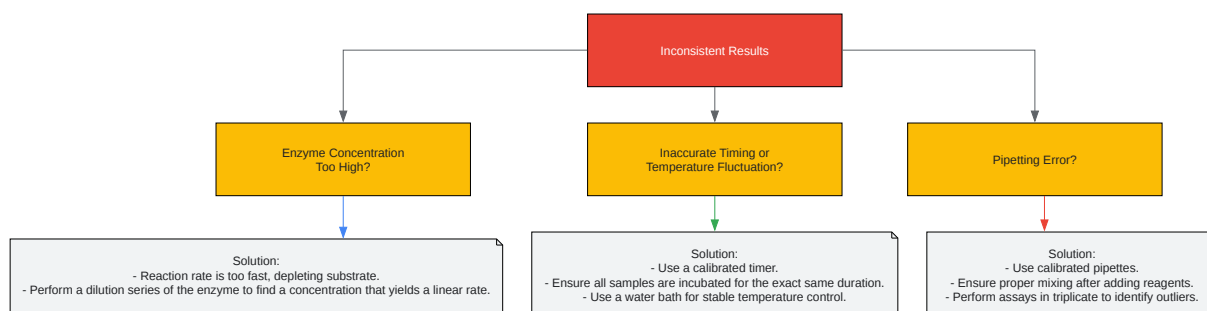 Inconsistent Results
Enzyme Concentration
Too High?
Inaccurate Timing or
Temperature Fluctuation?
Pipetting Error?
Solution:
- Reaction rate is too fast, depleting substrate.
- Perform a dilution series of the enzyme to find a concentration that yields a linear rate.
Solution:
- Use a calibrated timer.
- Ensure all samples are incubated for the exact same duration.
- Use a water bath for stable temperature control.
Solution:
- Use calibrated pipettes.
- Ensure proper mixing after adding reagents.
- Perform assays in triplicate to identify outliers.